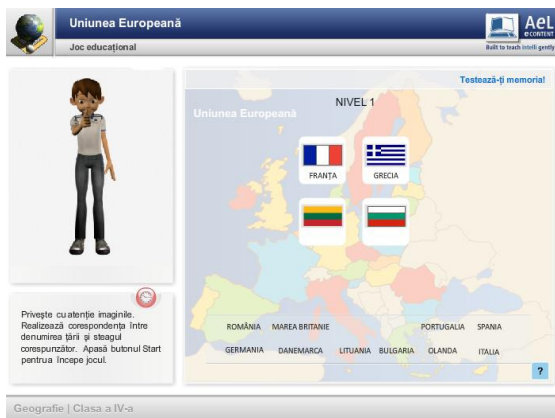 Uniunea Europeană
Joc educațional
AeL
eCONTENT
Built to teach intelli gently
Testează-ți memoria!
Uniunea Europeană
NIVEL 1
FRANȚA GRECIA
Privește cu atenție imaginile.
Realizează corespondența între
denumirea țării și steagul
corespunzător. Apasă butonul Start
pentru a începe jocul.
ROMÂNIA MAREA BRITANIE PORTUGALIA SPANIA
GERMANIA DANEMARCA LITUANIA BULGARIA OLANDA ITALIA
?
Geografie | Clasa a IV-a